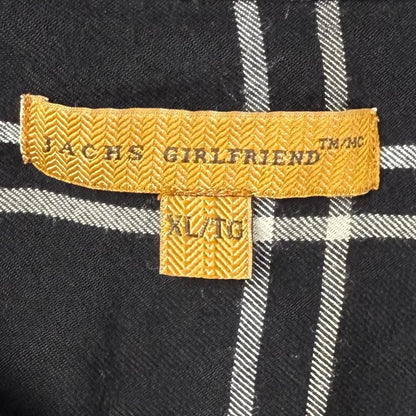 JACHS GIRLFRIEND TM/MC
XL/TG